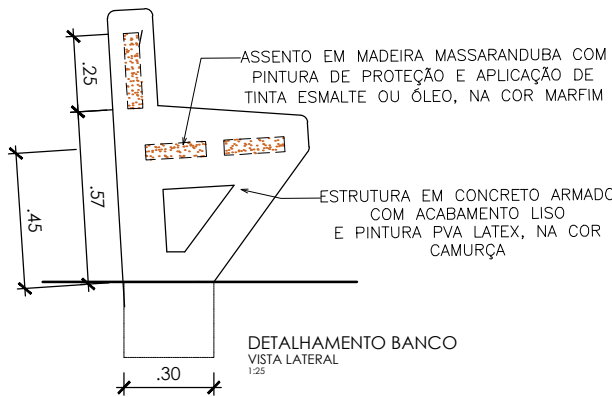 .25
ASSENTO EM MADEIRA MASSARANDUBA COM
PINTURA DE PROTEÇÃO E APLICAÇÃO DE
TINTA ESMALTE OU ÓLEO, NA COR MARFIM
.57
.45
ESTRUTURA EM CONCRETO ARMADO
COM ACABAMENTO LISO
E PINTURA PVA LATEX, NA COR
CAMURÇA
DETALHAMENTO BANCO
VISTA LATERAL
1:25
.30